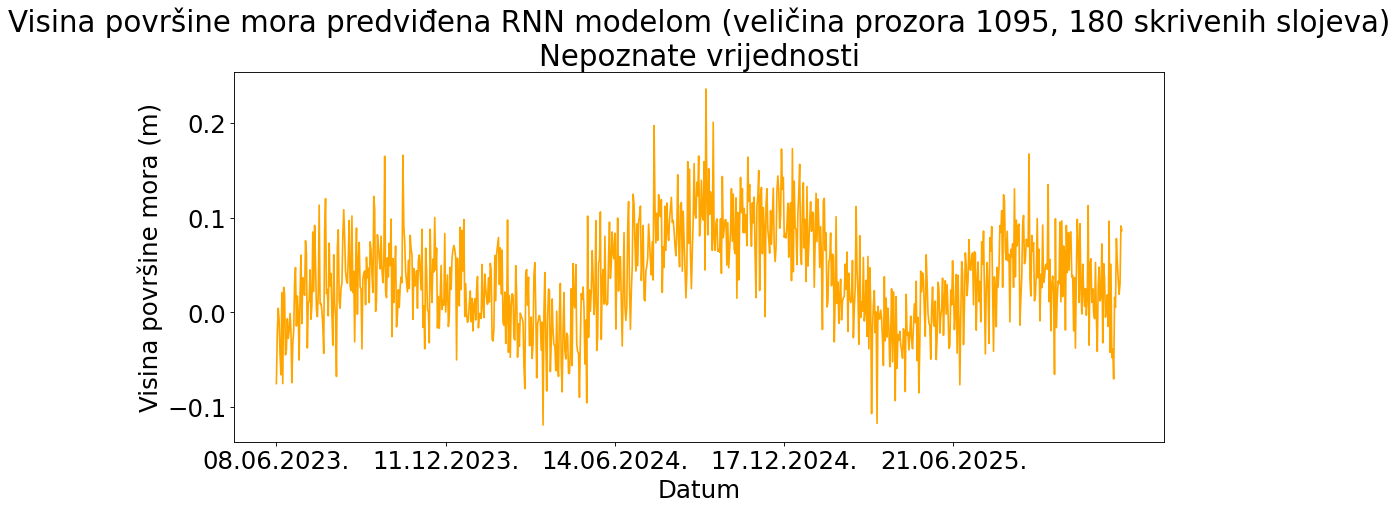 Visina površine mora predviđena RNN modelom (veličina prozora 1095, 180 skrivenih slojeva)
Nepoznate vrijednosti
Visina površine mora (m)
0.2
0.1
0.0
−0.1
08.06.2023. 11.12.2023. 14.06.2024. 17.12.2024. 21.06.2025.
Datum